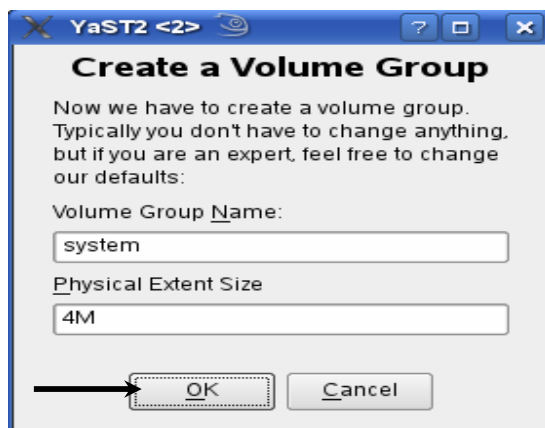 YaST2 <2>
Create a Volume Group
Now we have to create a volume group.
Typically you don't have to change anything,
but if you are an expert, feel free to change
our defaults:
Volume Group Name:
system
Physical Extent Size
4M
OK
Cancel